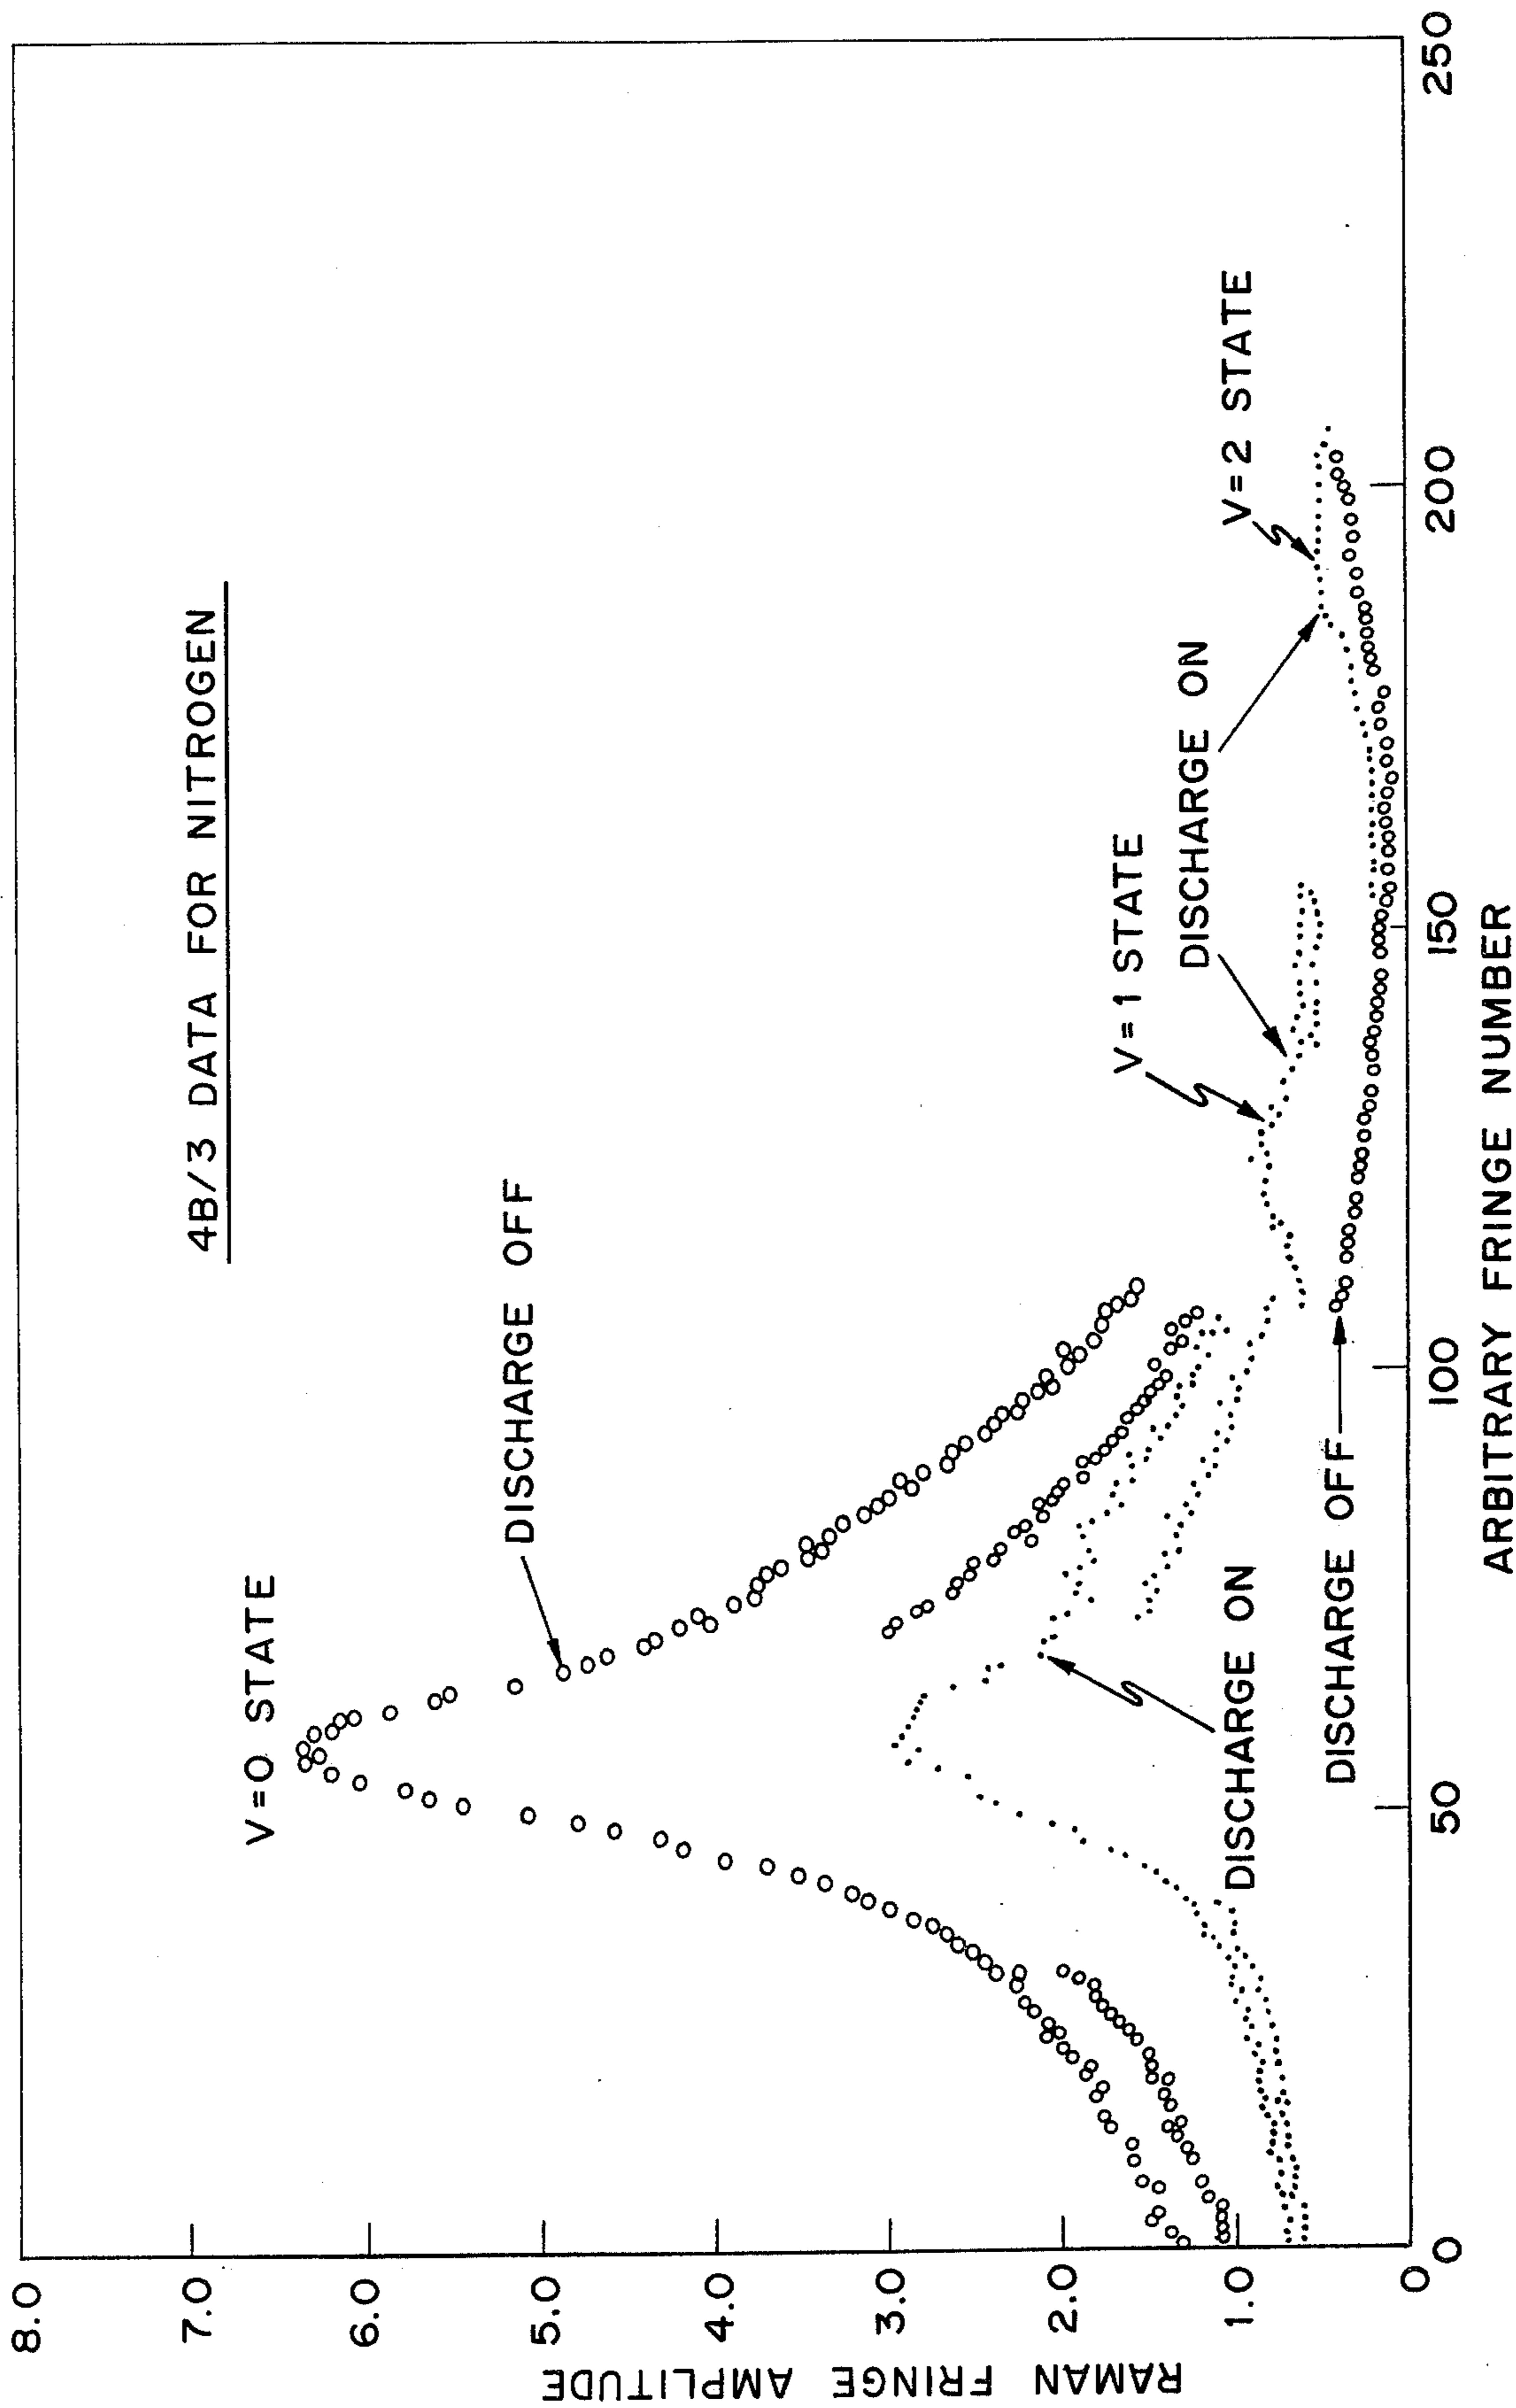 4B/3 DATA FOR NITROGEN
V=0 STATE
DISCHARGE OFF
V=1 STATE
DISCHARGE ON
V=2 STATE
DISCHARGE ON
DISCHARGE OFF
RAMAN FRINGE AMPLITUDE
8.0
7.0
6.0
5.0
4.0
3.0
2.0
1.0
0
0
50
100
150
200
250
ARBITRARY FRINGE NUMBER